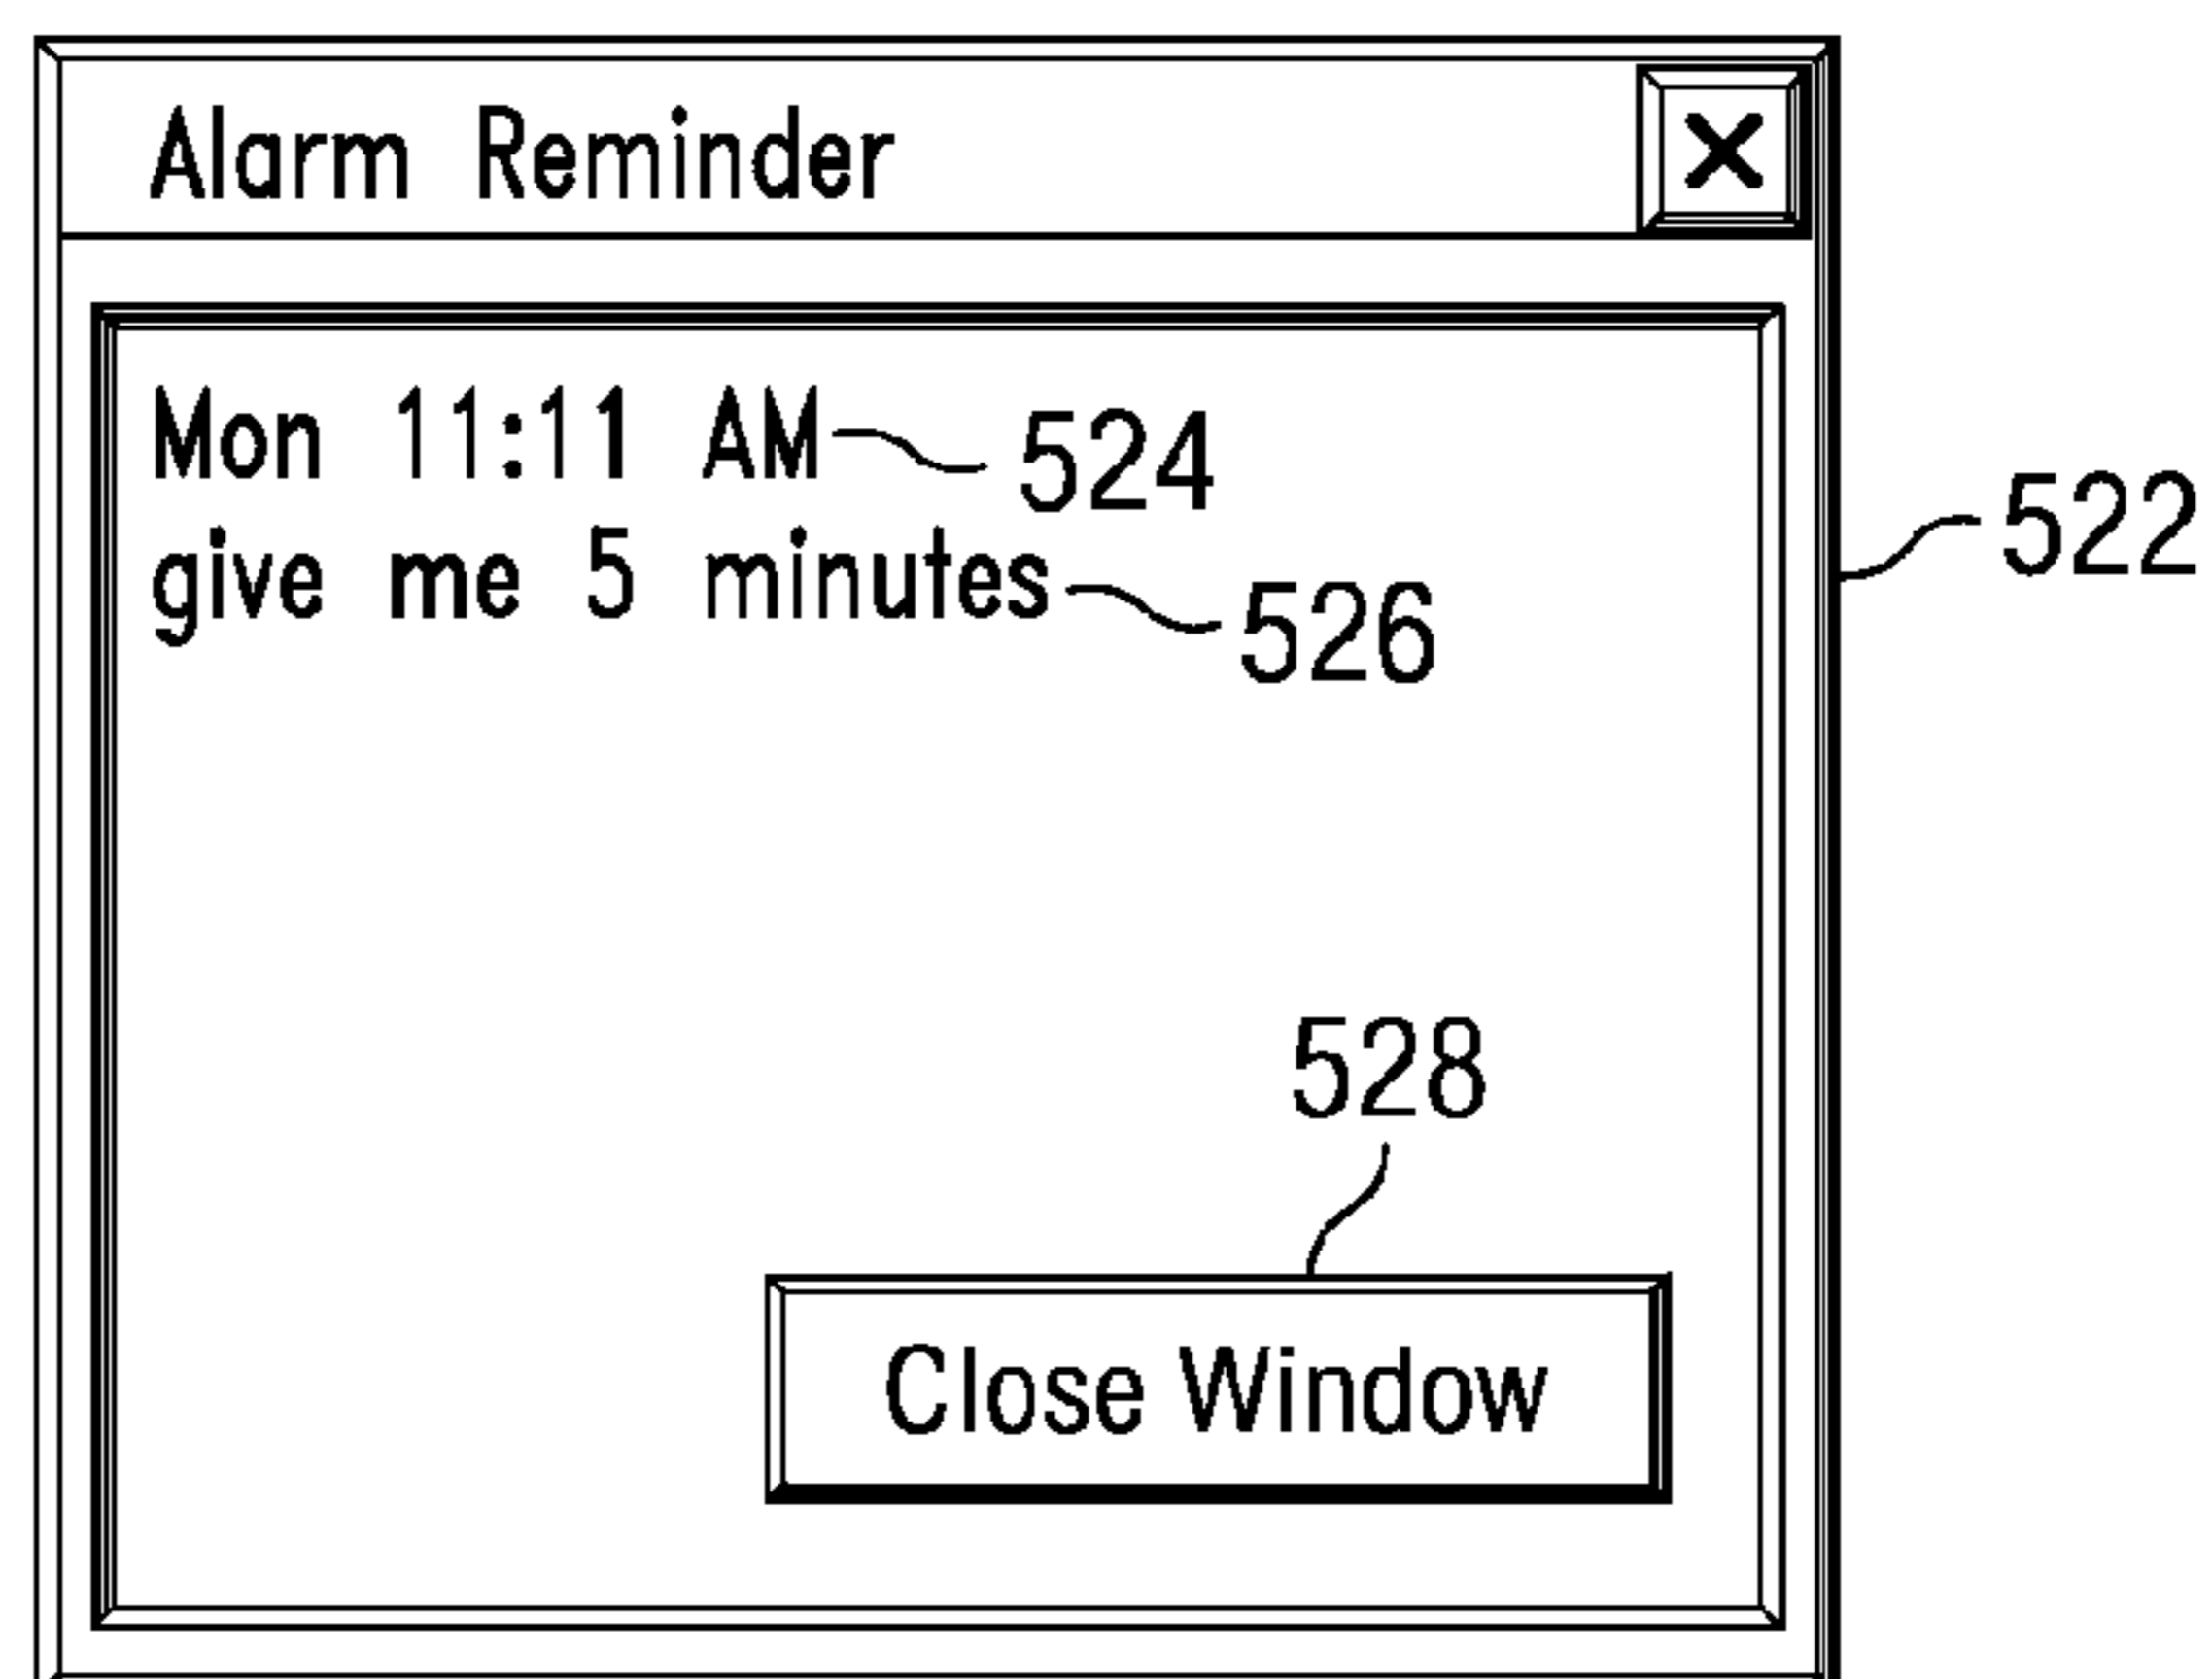 Alarm Reminder X
Mon 11:11 AM 524
522
give me 5 minutes 526
528
Close Window